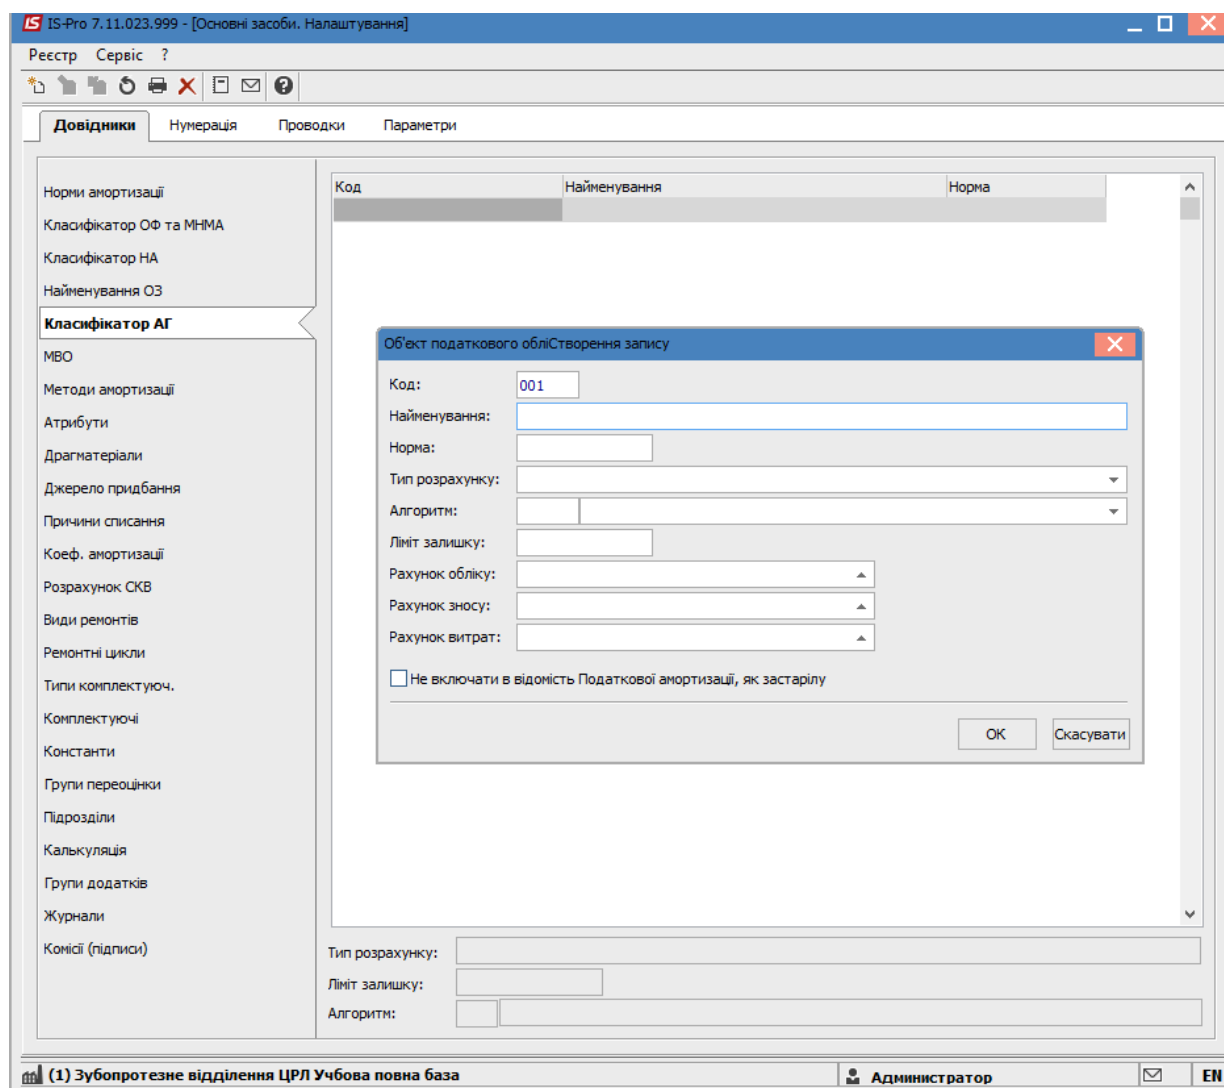 IS IS-Pro 7.11.023.999 - [Основні засоби. Налаштування]
Реєстр Сервіс ?
Довідники Нумерація Проводки Параметри
Норми амортизації
Класифікатор ОФ та МНМА
Класифікатор НА
Найменування ОЗ
Класифікатор АГ
МВО
Методи амортизації
Атрибути
Драгматеріали
Джерело придбання
Причини списання
Коеф. амортизації
Розрахунок СКВ
Види ремонтів
Ремонтні цикли
Типи комплектуюч.
Комплектуючі
Константи
Групи переоцінки
Підрозділи
Калькуляція
Групи додатків
Журнали
Комісії (підписи)
Код Найменування Норма
Об'єкт податкового обліСтворення запису
Код: 001
Найменування:
Норма:
Тип розрахунку:
Алгоритм:
Ліміт залишку:
Рахунок обліку:
Рахунок зносу:
Рахунок витрат:
Не включати в відомість Податкової амортизації, як застарілу
ОК Скасувати
Тип розрахунку:
Ліміт залишку:
Алгоритм:
(1) Зубопротезне відділення ЦРЛ Учбова повна база Администратор EN